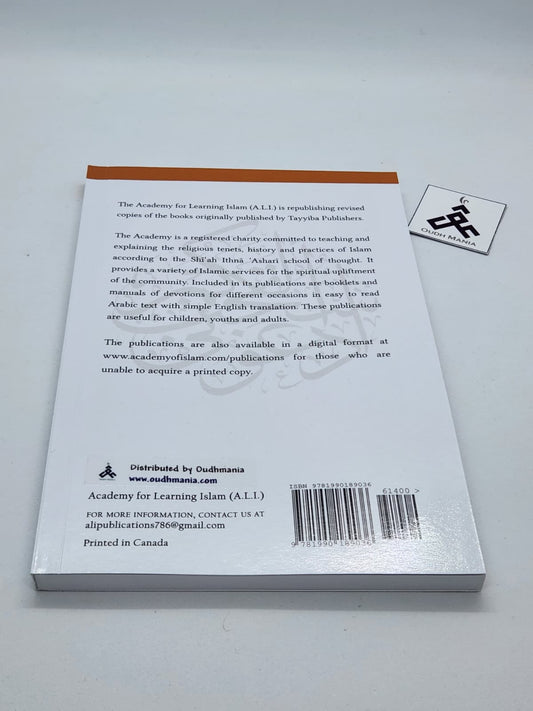 The Academy for Learning Islam (A.L.I.) is republishing revised
copies of the books originally published by Tayyiba Publishers.
The Academy is a registered charity committed to teaching and
explaining the religious tenets, history and practices of Islam
according to the Shīʿah Ithnā ʿAsharī school of thought. It
provides a variety of Islamic services for the spiritual upliftment
of the community. Included in its publications are booklets and
manuals of devotions for different occasions in easy to read
Arabic text with simple English translation. These publications
are useful for children, youths and adults.
The publications are also available in a digital format at
www.academyofislam.com/publications for those who are
unable to acquire a printed copy.
Distributed by Oudhmania
www.oudhmania.com
Academy for Learning Islam (A.L.I.)
FOR MORE INFORMATION, CONTACT US AT
alipublications786@gmail.com
Printed in Canada
ISBN 9781990189036
61400 >
9 781990 189036
OUDH MANIA